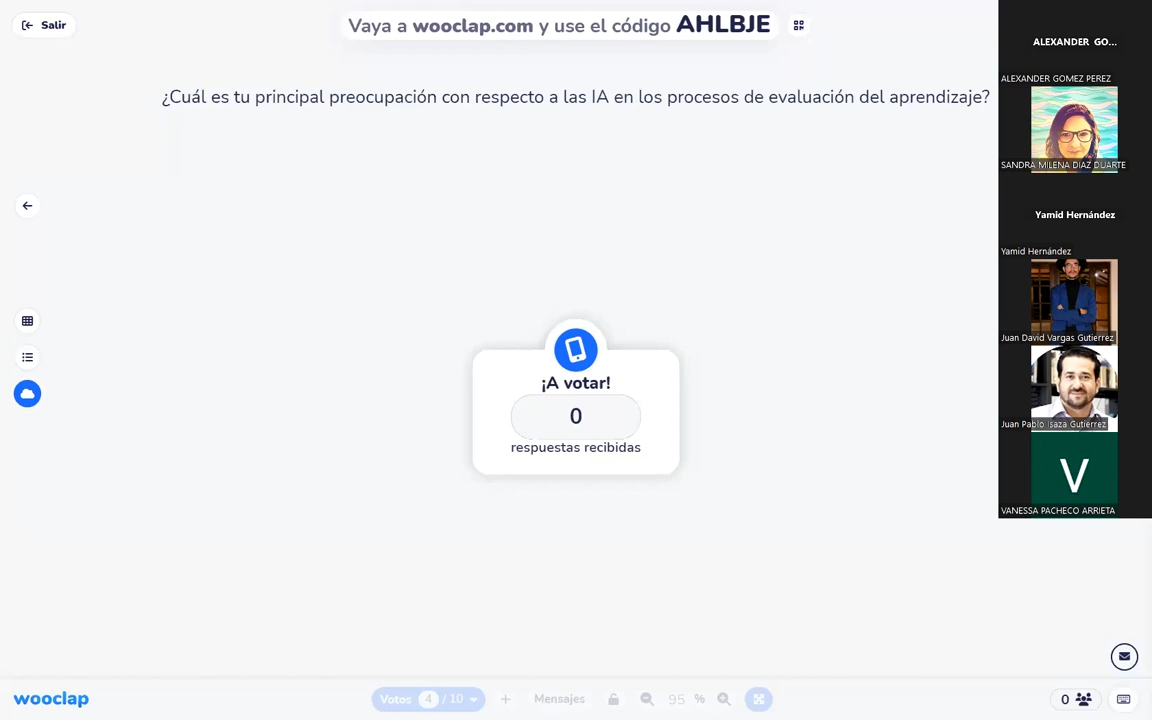 Salir
Vaya a wooclap.com y use el código AHLBJE
¿Cuál es tu principal preocupación con respecto a las IA en los procesos de evaluación del aprendizaje?
¡A votar!
0
respuestas recibidas
ALEXANDER GO...
ALEXANDER GOMEZ PEREZ
SANDRA MILENA DIAZ DUARTE
Yamid Hernández
Yamid Hernández
Juan David Vargas Gutierrez
Juan Pablo Isaza Gutierrez
V
VANESSA PACHECO ARRIETA
wooclap
Votos 4 / 10
Mensajes
95 %
0